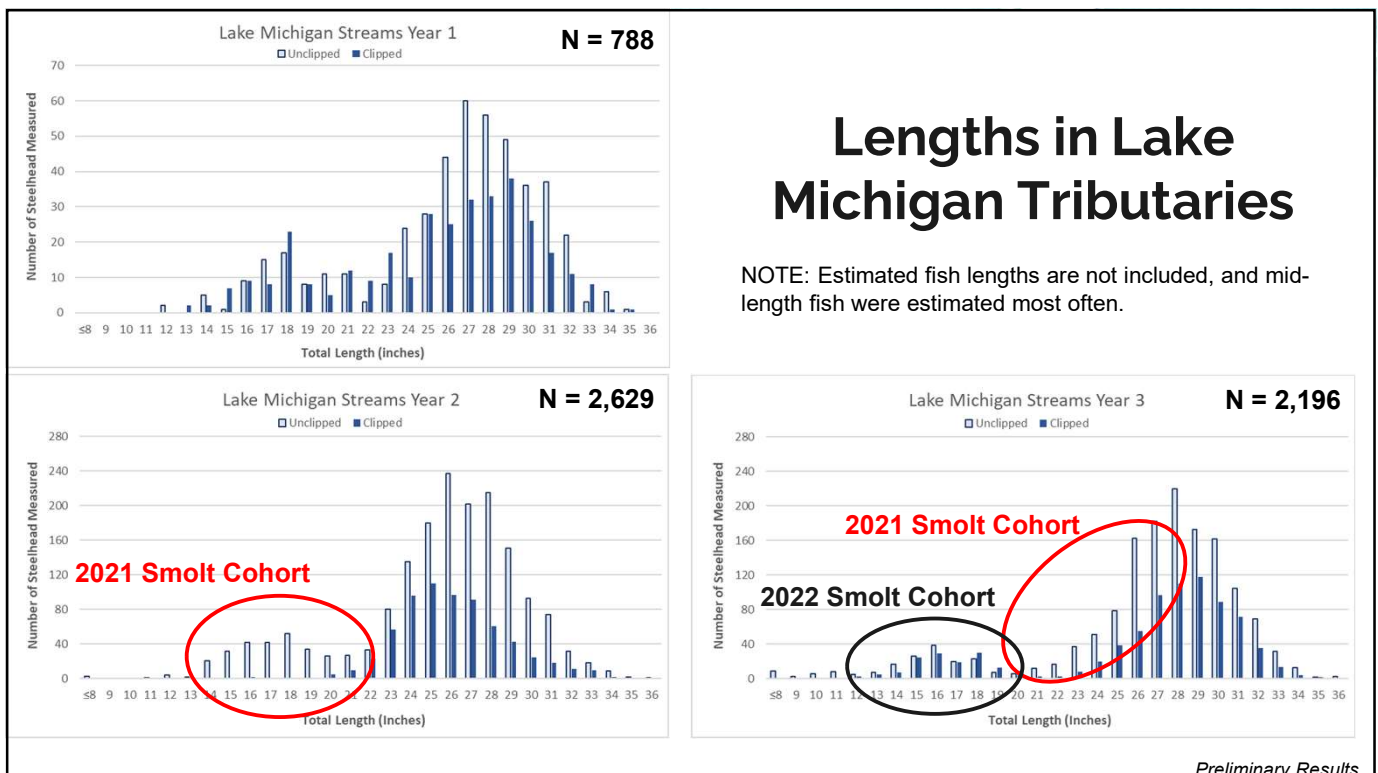 Lake Michigan Streams Year 1
N = 788
Unclipped Clipped
70
60
50
40
30
20
10
0
Number of Steelhead Measured
≤8 9 10 11 12 13 14 15 16 17 18 19 20 21 22 23 24 25 26 27 28 29 30 31 32 33 34 35 36
Total Length (inches)
Lengths in Lake
Michigan Tributaries
NOTE: Estimated fish lengths are not included, and mid-
length fish were estimated most often.
Lake Michigan Streams Year 2
N = 2,629
Unclipped Clipped
280
240
200
160
120
80
40
0
Number of Steelhead Measured
2021 Smolt Cohort
≤8 9 10 11 12 13 14 15 16 17 18 19 20 21 22 23 24 25 26 27 28 29 30 31 32 33 34 35 36
Total Length (Inches)
Lake Michigan Streams Year 3
N = 2,196
Unclipped Clipped
280
240
200
160
120
80
40
0
Number of Steelhead Measured
2021 Smolt Cohort
2022 Smolt Cohort
≤8 9 10 11 12 13 14 15 16 17 18 19 20 21 22 23 24 25 26 27 28 29 30 31 32 33 34 35 36
Total Length (Inches)
Preliminary Results